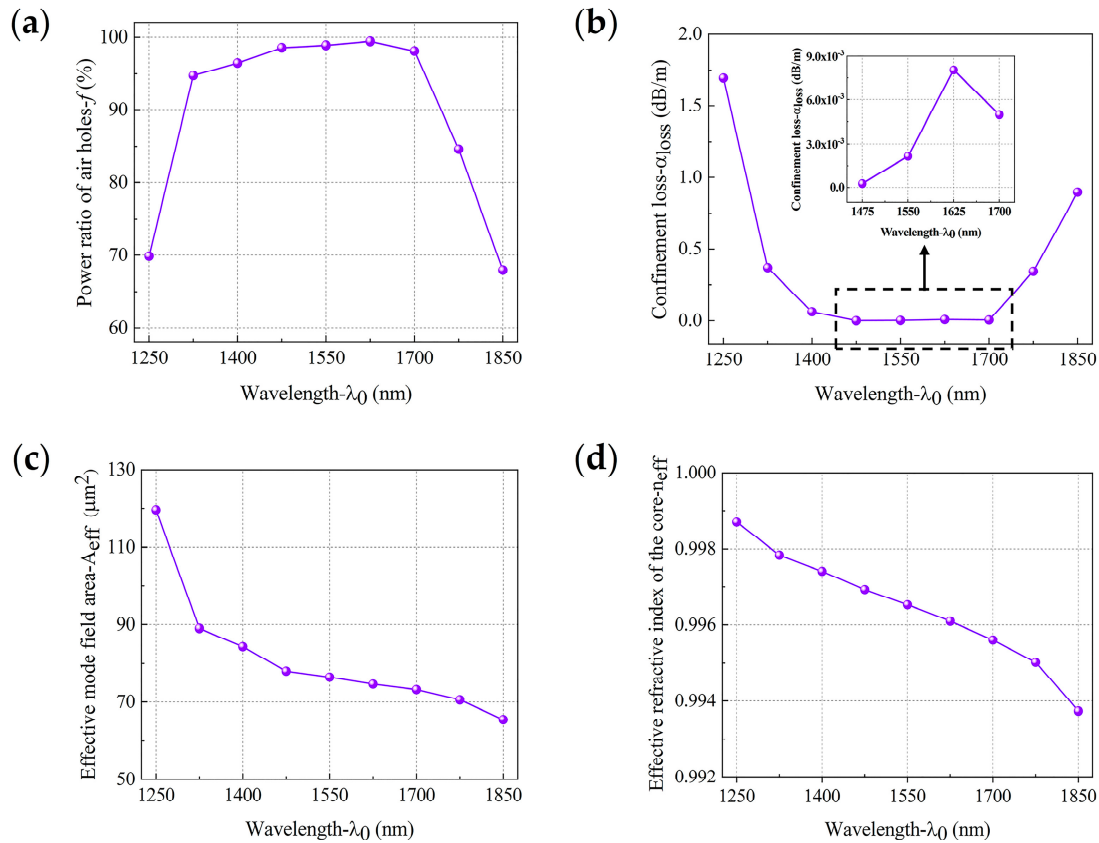 (a)
Power ratio of air holes-f (%)
100
90
80
70
60
1250 1400 1550 1700 1850
Wavelength-λ0 (nm)
(b)
Confinement loss-αloss (dB/m)
2.0
1.5
1.0
0.5
0.0
1250 1400 1550 1700 1850
Wavelength-λ0 (nm)
Confinement loss-αloss (dB/m)
9.0x10-3
6.0x10-3
3.0x10-3
0.0
1475 1550 1625 1700
Wavelength-λ0 (nm)
(c)
Effective mode field area-Aeff (μm2)
130
110
90
70
50
1250 1400 1550 1700 1850
Wavelength-λ0 (nm)
(d)
Effective refractive index of the core-neff
1.000
0.998
0.996
0.994
0.992
1250 1400 1550 1700 1850
Wavelength-λ0 (nm)